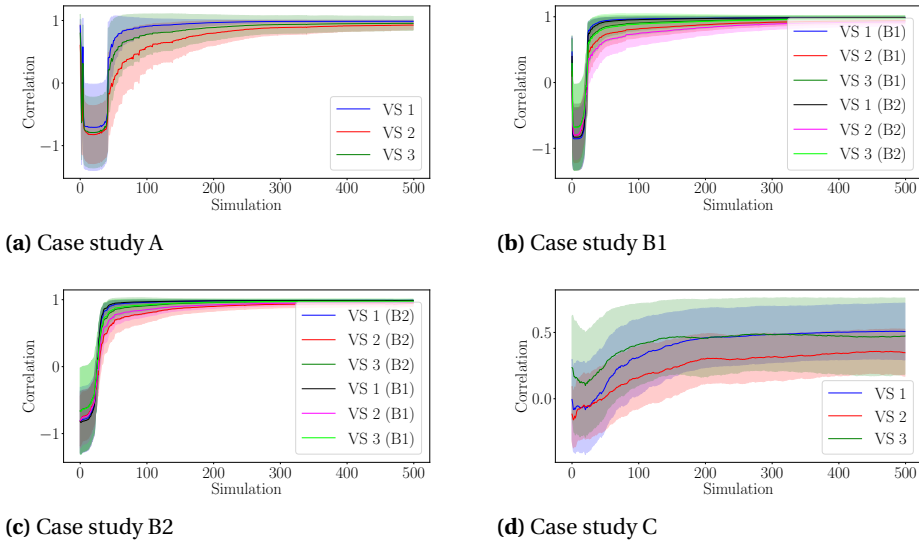 1
0
−1
Correlation
VS 1
VS 2
VS 3
0 100 200 300 400 500
Simulation
(a) Case study A
1
0
−1
Correlation
VS 1 (B1)
VS 2 (B1)
VS 3 (B1)
VS 1 (B2)
VS 2 (B2)
VS 3 (B2)
0 100 200 300 400 500
Simulation
(b) Case study B1
1
0
−1
Correlation
VS 1 (B2)
VS 2 (B2)
VS 3 (B2)
VS 1 (B1)
VS 2 (B1)
VS 3 (B1)
0 100 200 300 400 500
Simulation
(c) Case study B2
0.5
0.0
Correlation
VS 1
VS 2
VS 3
0 100 200 300 400 500
Simulation
(d) Case study C